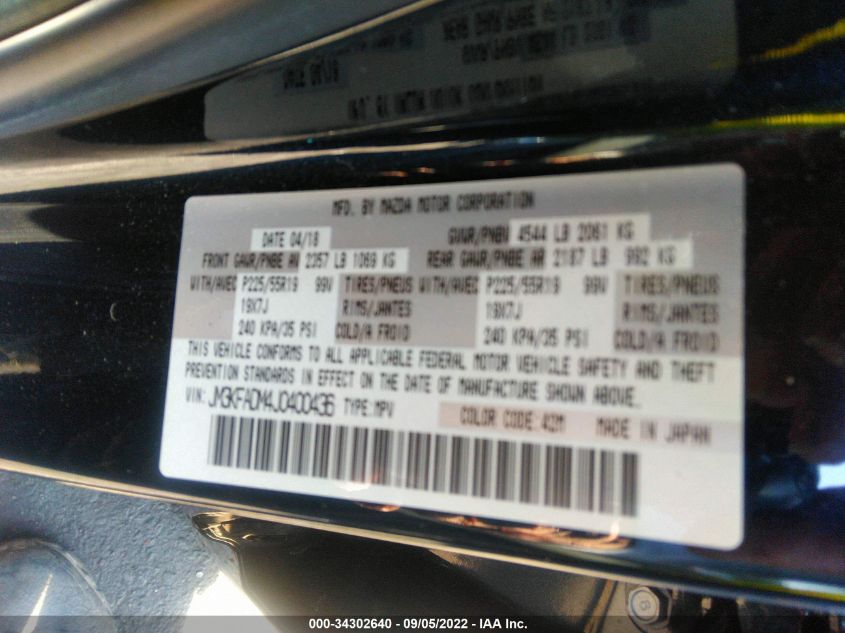 MFD. BY MAZDA MOTOR CORPORATION
DATE 04/18 GVWR/PNBV 4544 LB 2061 KG
FRONT GAWR/PNBE AV 2357 LB 1069 KG REAR GAWR/PNBE AR 2187 LB 992 KG
WITH/AVEC P225/55R19 99V TIRES/PNEUS WITH/AVEC P225/55R19 99V TIRES/PNEUS
19X7J RIMS/JANTES 19X7J RIMS/JANTES
240 KPA/35 PSI COLD/A FROID 240 KPA/35 PSI COLD/A FROID
THIS VEHICLE CONFORMS TO ALL APPLICABLE FEDERAL MOTOR VEHICLE SAFETY AND THEFT
PREVENTION STANDARDS IN EFFECT ON THE DATE OF MANUFACTURE SHOWN ABOVE.
VIN: JM3KFADM4J0400436 TYPE:MPV COLOR CODE:42M MADE IN JAPAN
000-34302640 - 09/05/2022 - IAA Inc.